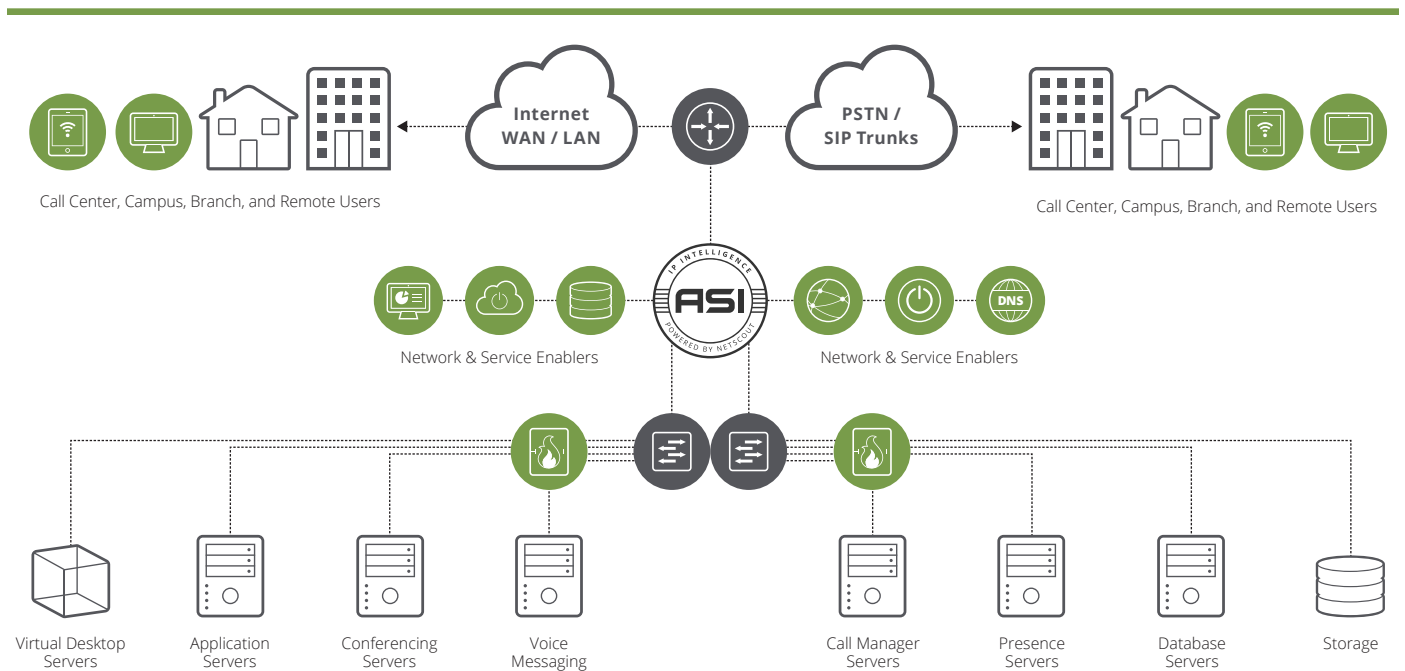 Internet
WAN / LAN
PSTN /
SIP Trunks
Call Center, Campus, Branch, and Remote Users
Call Center, Campus, Branch, and Remote Users
IP INTELLIGENCE
ASI
POWERED BY NETSCOUT
DNS
Network & Service Enablers
Network & Service Enablers
Virtual Desktop
Servers
Application
Servers
Conferencing
Servers
Voice
Messaging
Call Manager
Servers
Presence
Servers
Database
Servers
Storage